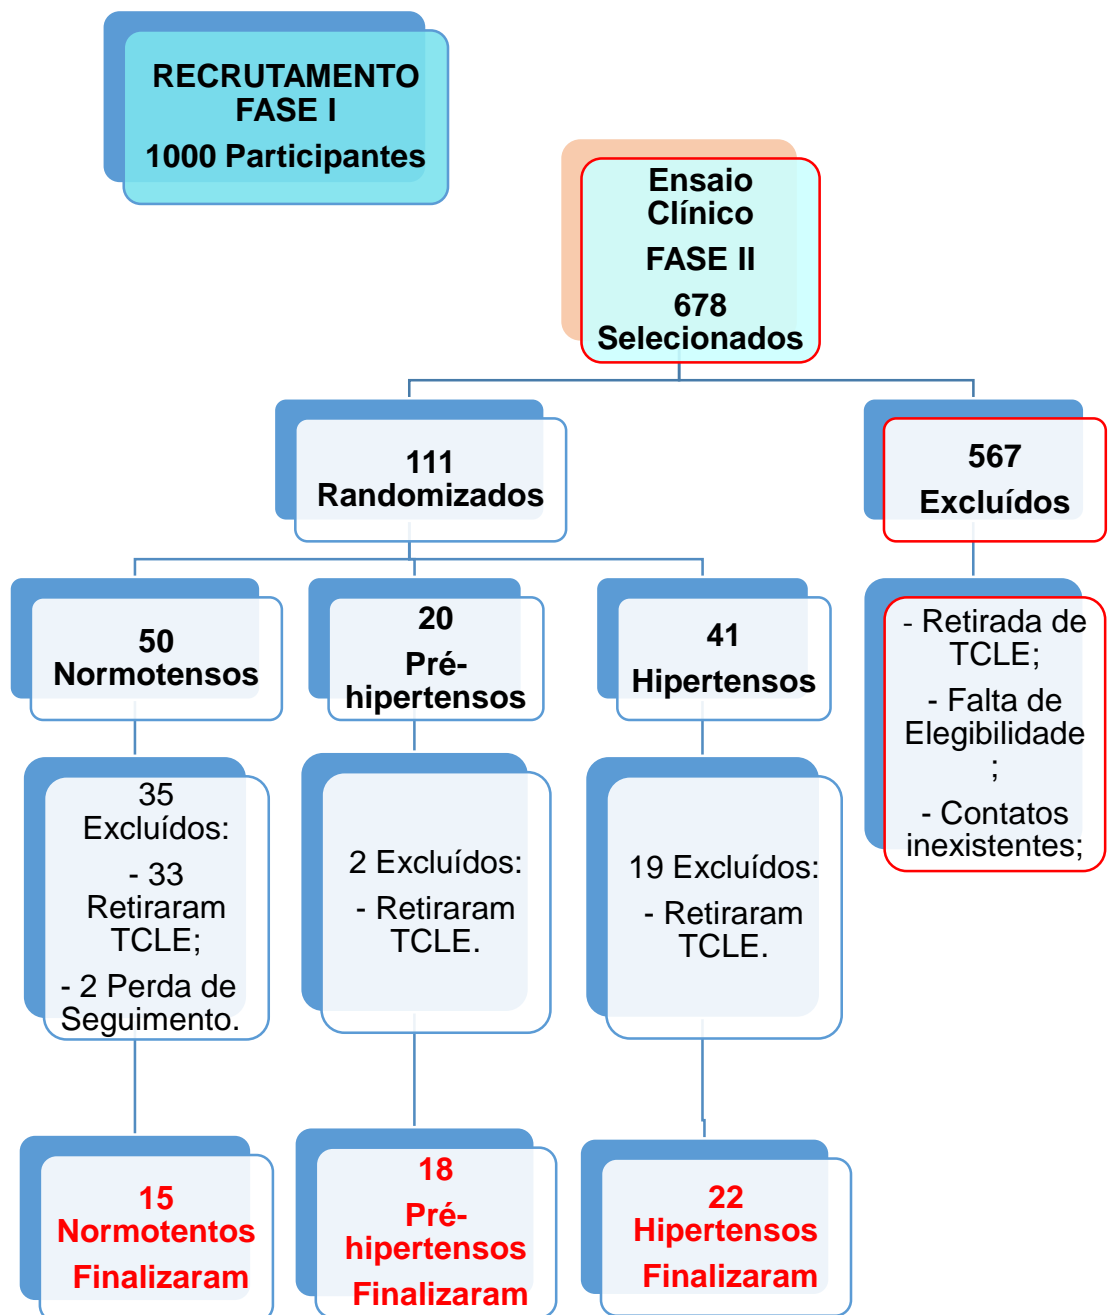 RECRUTAMENTO
FASE I
1000 Participantes
Ensaio
Clínico
FASE II
678
Selecionados
111
Randomizados
567
Excluídos
50
Normotensos
20
Pré-
hipertensos
41
Hipertensos
- Retirada de
TCLE;
- Falta de
Elegibilidade
;
- Contatos
inexistentes;
35
Excluídos:
- 33
Retiraram
TCLE;
- 2 Perda de
Seguimento.
2 Excluídos:
- Retiraram
TCLE.
19 Excluídos:
- Retiraram
TCLE.
15
Normotentos
Finalizaram
18
Pré-
hipertensos
Finalizaram
22
Hipertensos
Finalizaram